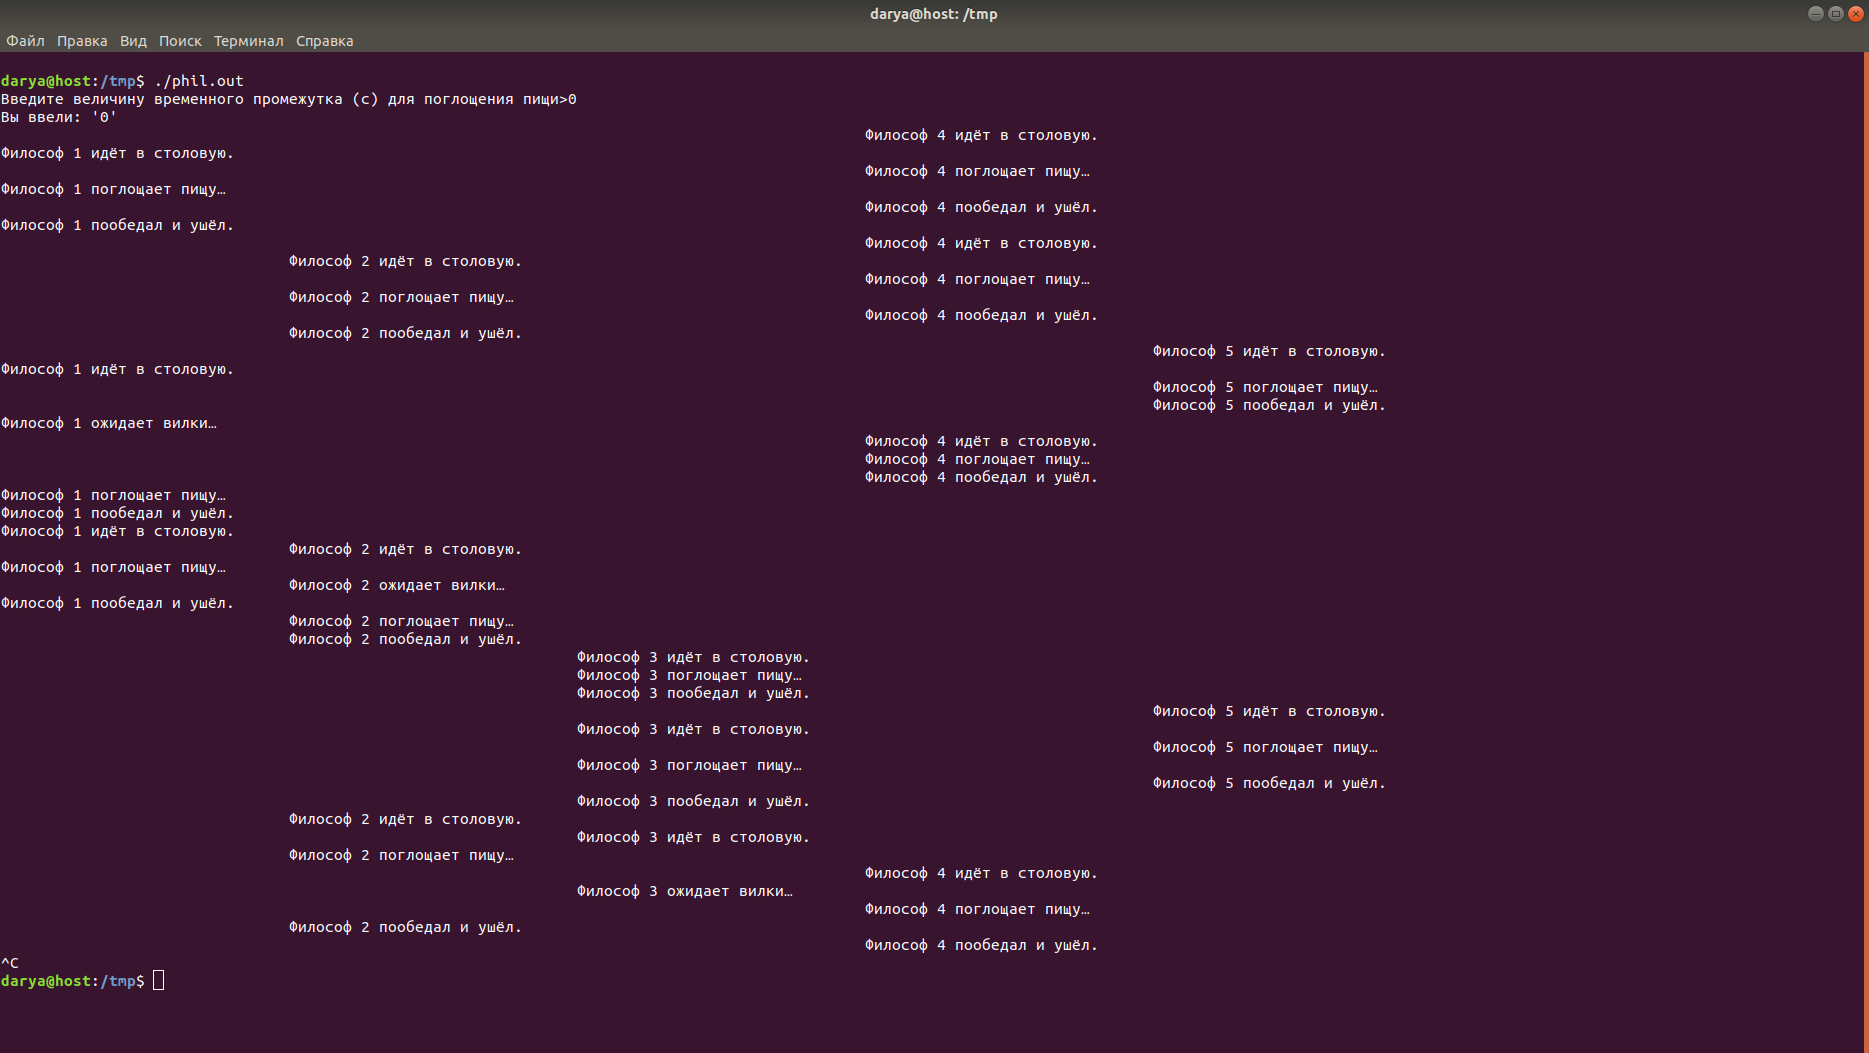 darya@host: /tmp
Файл Правка Вид Поиск Терминал Справка
darya@host:/tmp$ ./phil.out
Введите величину временного промежутка (с) для поглощения пищи>0
Вы ввели: '0'
Философ 4 идёт в столовую.
Философ 1 идёт в столовую.
Философ 4 поглощает пищу…
Философ 1 поглощает пищу…
Философ 4 пообедал и ушёл.
Философ 1 пообедал и ушёл.
Философ 4 идёт в столовую.
Философ 2 идёт в столовую.
Философ 4 поглощает пищу…
Философ 2 поглощает пищу…
Философ 4 пообедал и ушёл.
Философ 2 пообедал и ушёл.
Философ 5 идёт в столовую.
Философ 1 идёт в столовую.
Философ 5 поглощает пищу…
Философ 5 пообедал и ушёл.
Философ 1 ожидает вилки…
Философ 4 идёт в столовую.
Философ 4 поглощает пищу…
Философ 4 пообедал и ушёл.
Философ 1 поглощает пищу…
Философ 1 пообедал и ушёл.
Философ 1 идёт в столовую.
Философ 2 идёт в столовую.
Философ 1 поглощает пищу…
Философ 2 ожидает вилки…
Философ 1 пообедал и ушёл.
Философ 2 поглощает пищу…
Философ 2 пообедал и ушёл.
Философ 3 идёт в столовую.
Философ 3 поглощает пищу…
Философ 3 пообедал и ушёл.
Философ 5 идёт в столовую.
Философ 3 идёт в столовую.
Философ 5 поглощает пищу…
Философ 3 поглощает пищу…
Философ 5 пообедал и ушёл.
Философ 3 пообедал и ушёл.
Философ 2 идёт в столовую.
Философ 3 идёт в столовую.
Философ 2 поглощает пищу…
Философ 4 идёт в столовую.
Философ 3 ожидает вилки…
Философ 4 поглощает пищу…
Философ 2 пообедал и ушёл.
Философ 4 пообедал и ушёл.
^C
darya@host:/tmp$